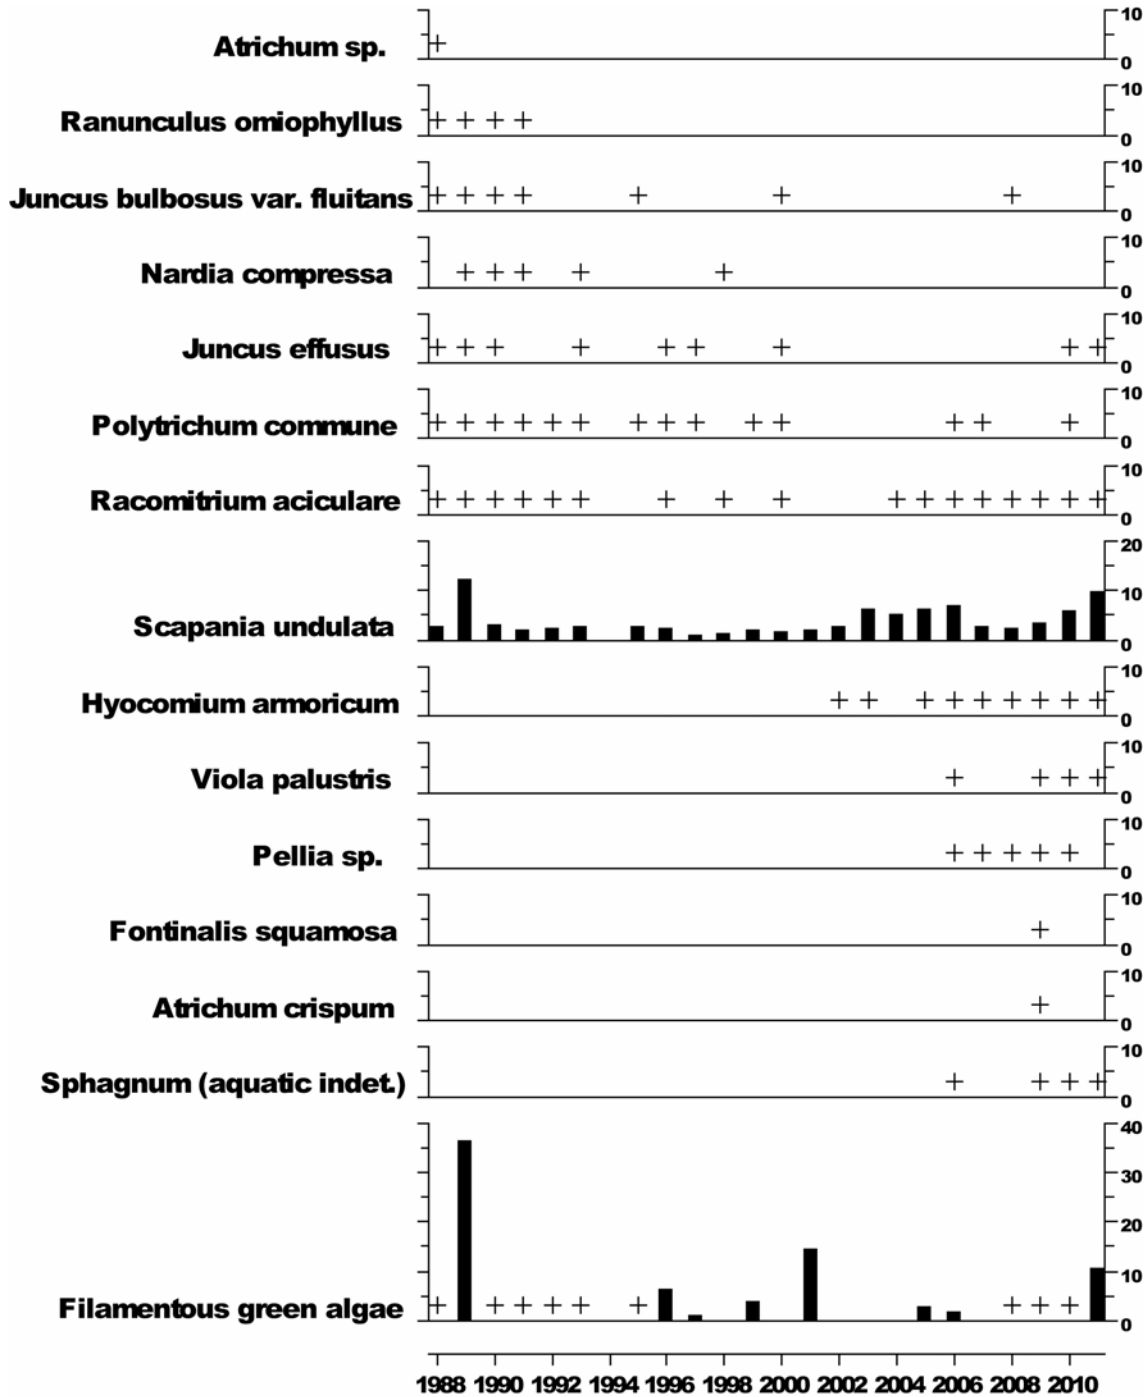 10
Atrichum sp.
0
10
Ranunculus omiophyllus
0
10
Juncus bulbosus var. fluitans
0
10
Nardia compressa
0
10
Juncus effusus
0
10
Polytrichum commune
0
10
Racomitrium aciculare
0
20
10
Scapania undulata
0
10
Hyocomium armoricum
0
10
Viola palustris
0
10
Pellia sp.
0
10
Fontinalis squamosa
0
10
Atrichum crispum
0
10
Sphagnum (aquatic indet.)
0
40
30
20
10
Filamentous green algae
0
1988 1990 1992 1994 1996 1998 2000 2002 2004 2006 2008 2010